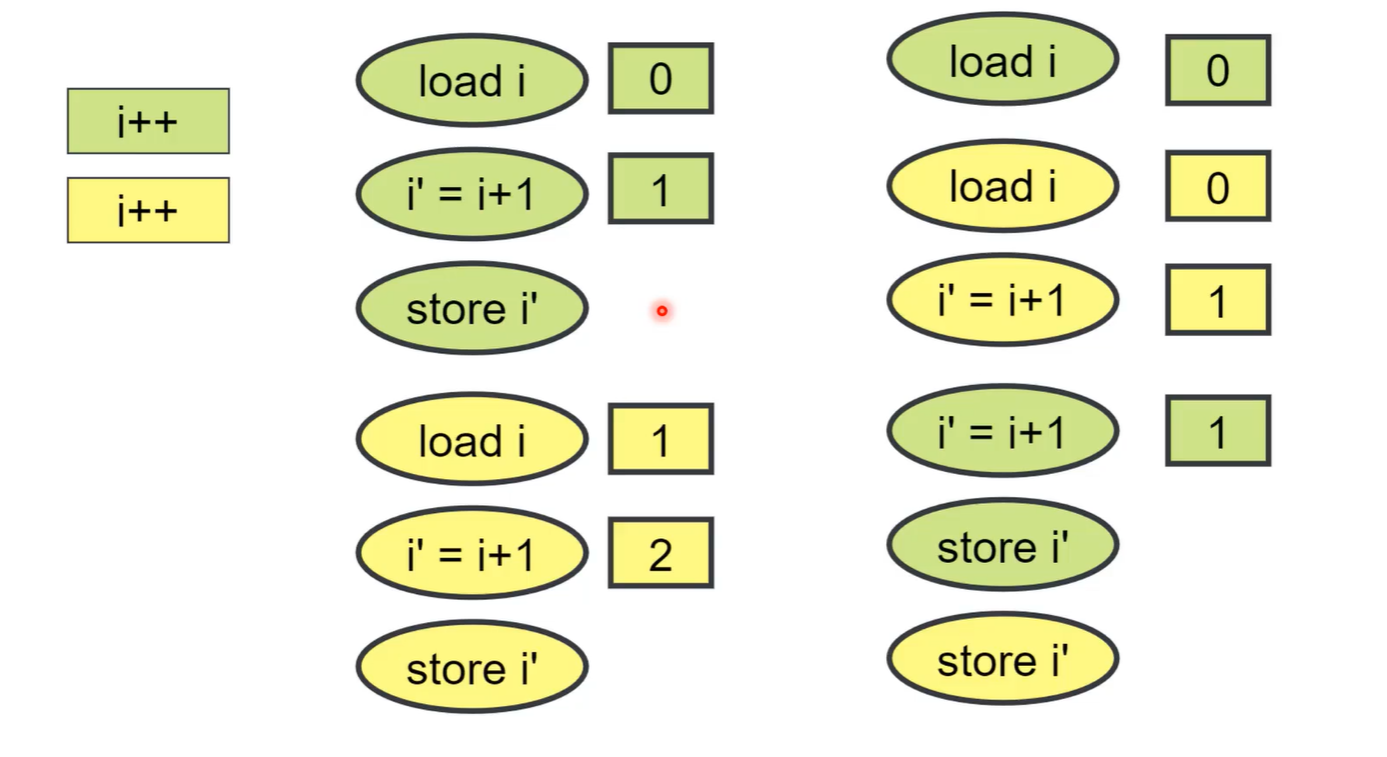 i++
i++
load i 0
i' = i+1 1
store i'
load i 1
i' = i+1 2
store i'
load i 0
load i 0
i' = i+1 1
i' = i+1 1
store i'
store i'